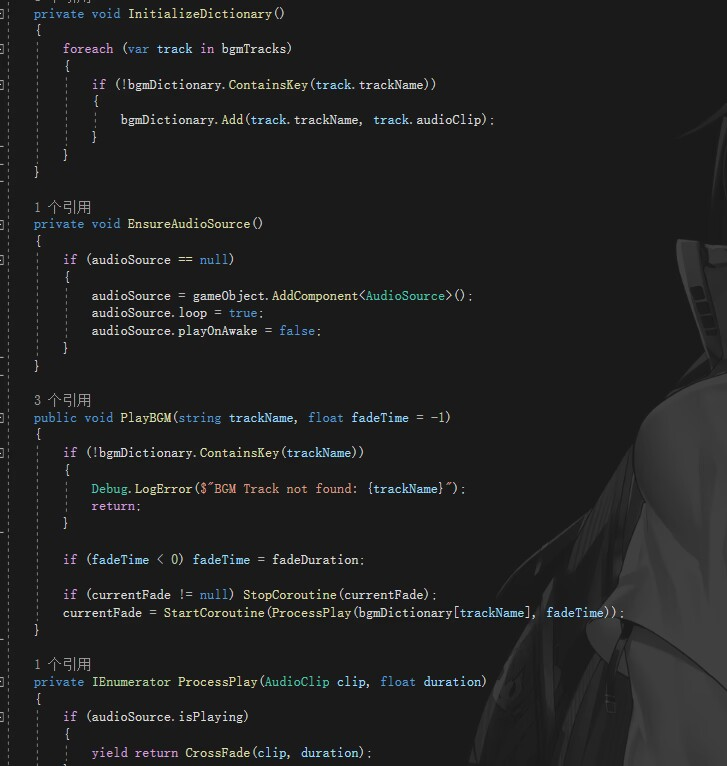 private void InitializeDictionary()
{
foreach (var track in bgmTracks)
{
if (!bgmDictionary.ContainsKey(track.trackName))
{
bgmDictionary.Add(track.trackName, track.audioClip);
}
}
}
1 个引用
private void EnsureAudioSource()
{
if (audioSource == null)
{
audioSource = gameObject.AddComponent<AudioSource>();
audioSource.loop = true;
audioSource.playOnAwake = false;
}
}
3 个引用
public void PlayBGM(string trackName, float fadeTime = -1)
{
if (!bgmDictionary.ContainsKey(trackName))
{
Debug.LogError($"BGM Track not found: {trackName}");
return;
}
if (fadeTime < 0) fadeTime = fadeDuration;
if (currentFade != null) StopCoroutine(currentFade);
currentFade = StartCoroutine(ProcessPlay(bgmDictionary[trackName], fadeTime));
}
1 个引用
private IEnumerator ProcessPlay(AudioClip clip, float duration)
{
if (audioSource.isPlaying)
{
yield return CrossFade(clip, duration);